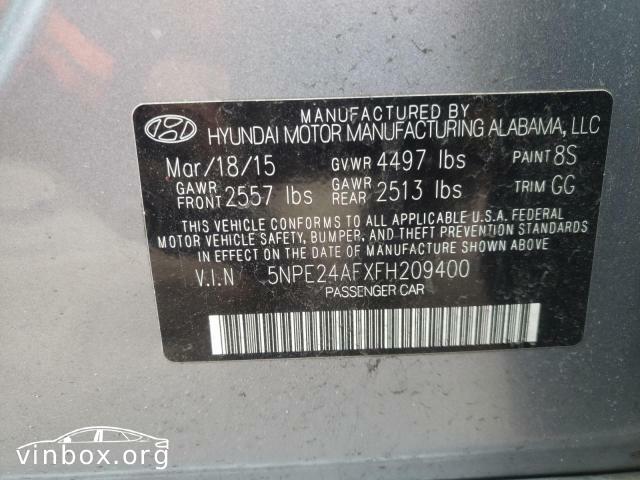 MANUFACTURED BY
HYUNDAI MOTOR MANUFACTURING ALABAMA, LLC
Mar/18/15 GVWR 4497 lbs PAINT 8S
GAWR FRONT 2557 lbs GAWR REAR 2513 lbs TRIM GG
THIS VEHICLE CONFORMS TO ALL APPLICABLE U.S.A. FEDERAL
MOTOR VEHICLE SAFETY, BUMPER, AND THEFT PREVENTION STANDARDS
IN EFFECT ON THE DATE OF MANUFACTURE SHOWN ABOVE
V.I.N 5NPE24AFXFH209400
PASSENGER CAR
vinbox.org